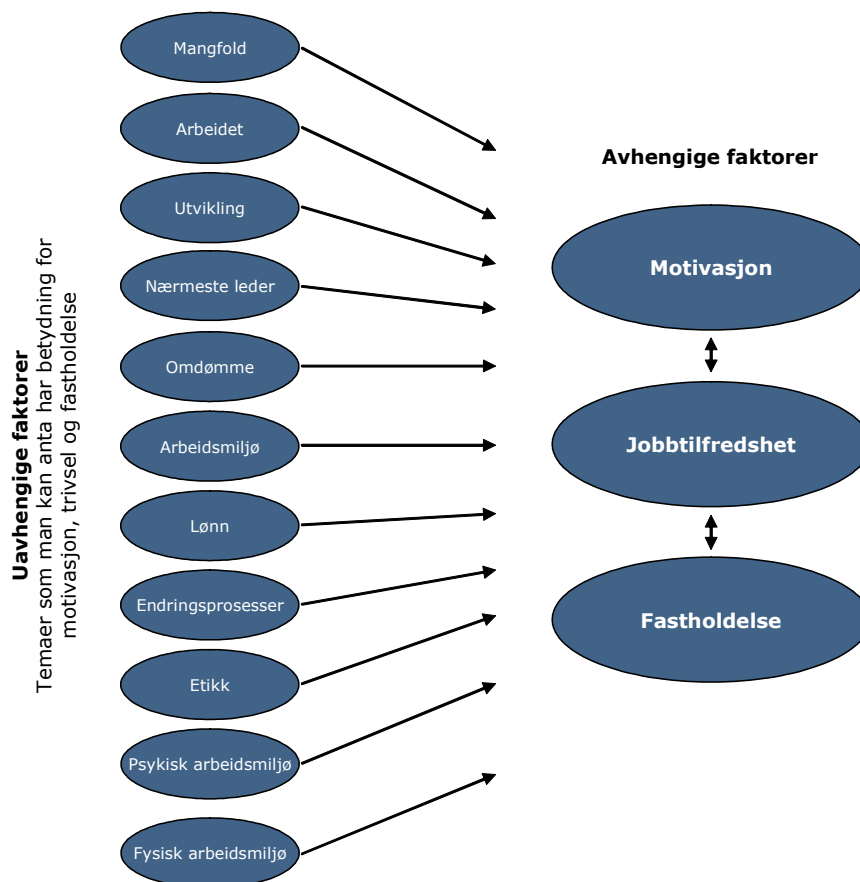 Uavhengige faktorer
Temaer som man kan anta har betydning for
motivasjon, trivsel og fastholdelse
Mangfold
Arbeidet
Utvikling
Nærmeste leder
Omdømme
Arbeidsmiljø
Lønn
Endringsprosesser
Etikk
Psykisk arbeidsmiljø
Fysisk arbeidsmiljø
Avhengige faktorer
Motivasjon
Jobbtilfredshet
Fastholdelse